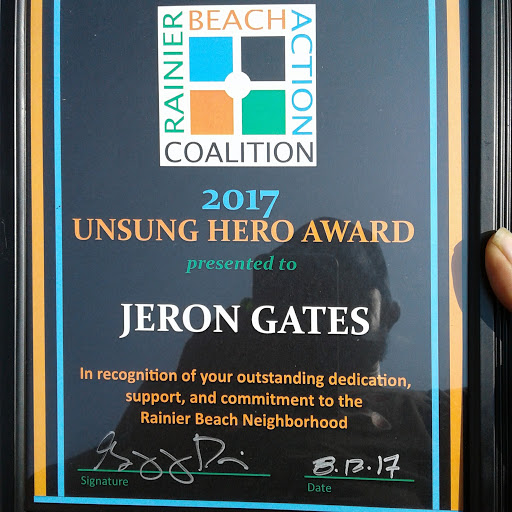 RAINIER
BEACH
ACTION
COALITION
2017
UNSUNG HERO AWARD
presented to
JERON GATES
In recognition of your outstanding dedication,
support, and commitment to the
Rainier Beach Neighborhood
8.12.17
Signature
Date